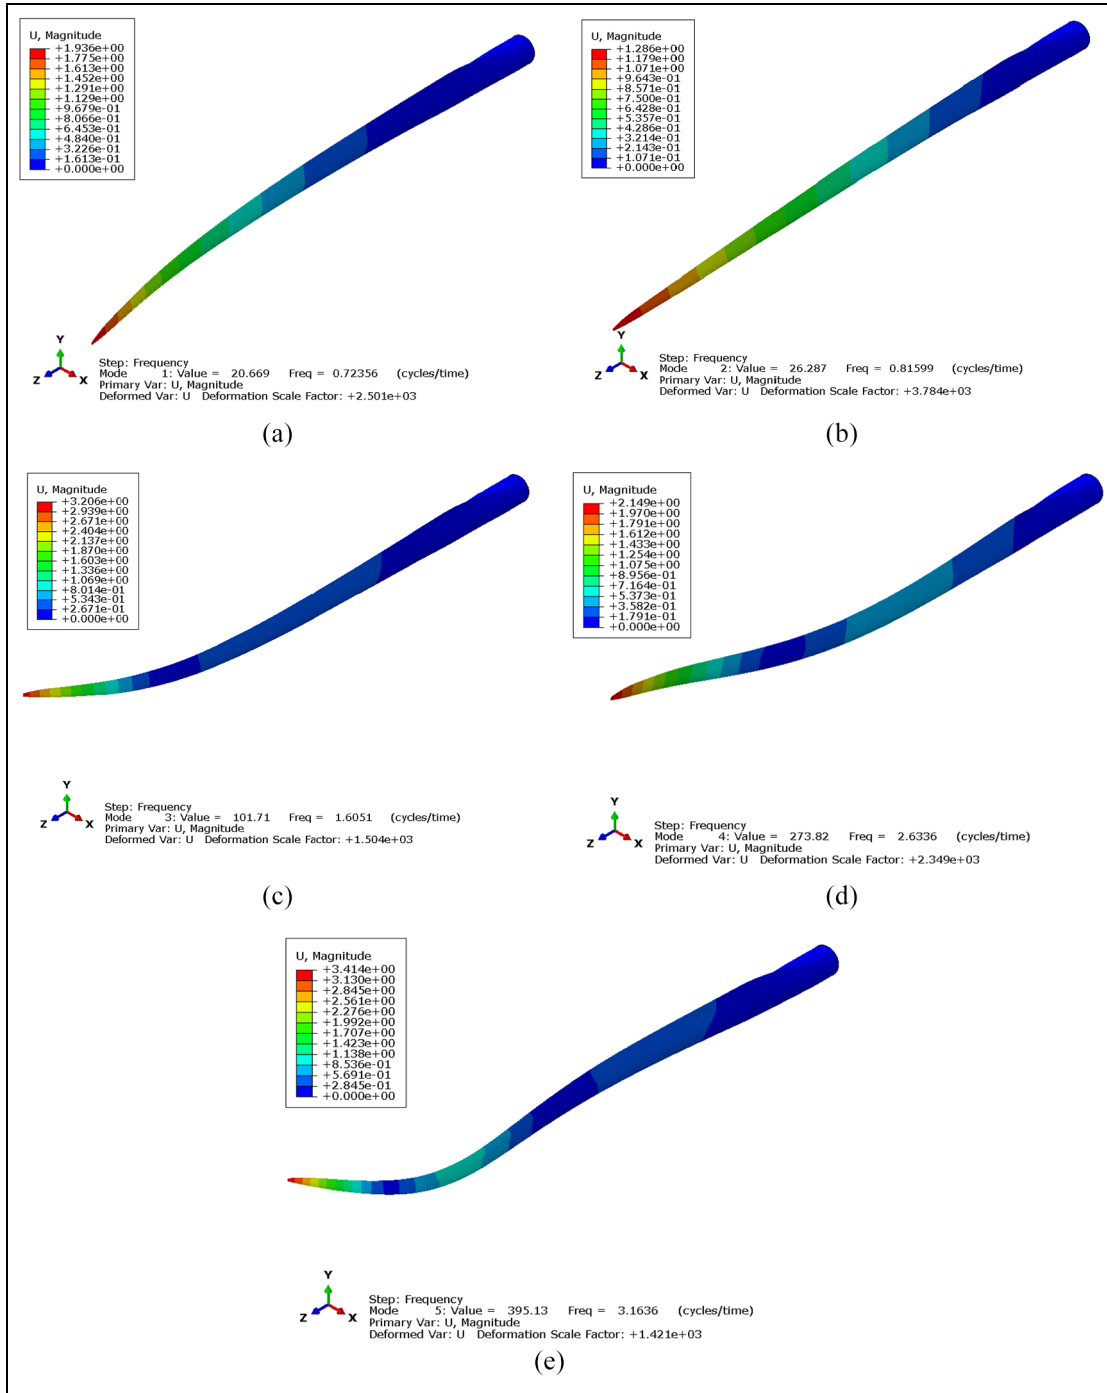 U, Magnitude
+1.936e+00
+1.775e+00
+1.613e+00
+1.452e+00
+1.291e+00
+1.129e+00
+9.679e-01
+8.066e-01
+6.453e-01
+4.840e-01
+3.226e-01
+1.613e-01
+0.000e+00
Y
Z
X
Step: Frequency
Mode 1: Value = 20.669 Freq = 0.72356 (cycles/time)
Primary Var: U, Magnitude
Deformed Var: U Deformation Scale Factor: +2.501e+03
(a)
U, Magnitude
+1.286e+00
+1.179e+00
+1.071e+00
+9.643e-01
+8.571e-01
+7.500e-01
+6.428e-01
+5.357e-01
+4.286e-01
+3.214e-01
+2.143e-01
+1.071e-01
+0.000e+00
Y
Z
X
Step: Frequency
Mode 2: Value = 26.287 Freq = 0.81599 (cycles/time)
Primary Var: U, Magnitude
Deformed Var: U Deformation Scale Factor: +3.784e+03
(b)
U, Magnitude
+3.206e+00
+2.939e+00
+2.671e+00
+2.404e+00
+2.137e+00
+1.870e+00
+1.603e+00
+1.336e+00
+1.069e+00
+8.014e-01
+5.343e-01
+2.671e-01
+0.000e+00
Y
Z
X
Step: Frequency
Mode 3: Value = 101.71 Freq = 1.6051 (cycles/time)
Primary Var: U, Magnitude
Deformed Var: U Deformation Scale Factor: +1.504e+03
(c)
U, Magnitude
+2.149e+00
+1.970e+00
+1.791e+00
+1.612e+00
+1.433e+00
+1.254e+00
+1.075e+00
+8.956e-01
+7.164e-01
+5.373e-01
+3.582e-01
+1.791e-01
+0.000e+00
Y
Z
X
Step: Frequency
Mode 4: Value = 273.82 Freq = 2.6336 (cycles/time)
Primary Var: U, Magnitude
Deformed Var: U Deformation Scale Factor: +2.349e+03
(d)
U, Magnitude
+3.414e+00
+3.130e+00
+2.845e+00
+2.561e+00
+2.276e+00
+1.992e+00
+1.707e+00
+1.423e+00
+1.138e+00
+8.536e-01
+5.691e-01
+2.845e-01
+0.000e+00
Y
Z
X
Step: Frequency
Mode 5: Value = 395.13 Freq = 3.1636 (cycles/time)
Primary Var: U, Magnitude
Deformed Var: U Deformation Scale Factor: +1.421e+03
(e)